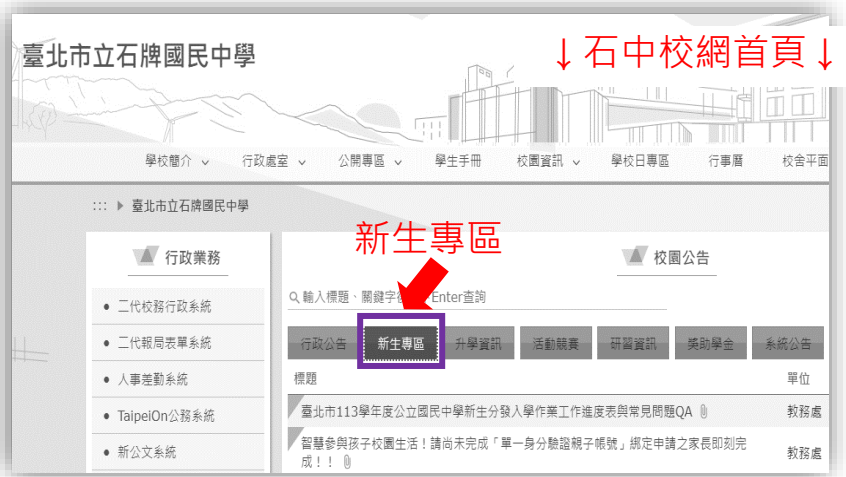 臺北市立石牌國民中學
↓石中校網首頁↓
學校簡介 行政處室 公開專區 學生手冊 校園資訊 學校日專區 行事曆 校舍平面
::: 臺北市立石牌國民中學
新生專區
行政業務
校園公告
輸入標題、關鍵字 Enter查詢
二代校務行政系統
二代報局表單系統
人事差勤系統
TaipeiOn公務系統
新公文系統
行政公告 新生專區 升學資訊 活動競賽 研習資訊 獎助學金 系統公告
標題 單位
臺北市113學年度公立國民中學新生分發入學作業工作進度表與常見問題QA 教務處
智慧參與孩子校園生活！請尚未完成「單一身分驗證親子帳號」綁定申請之家長即刻完
成！！ 教務處